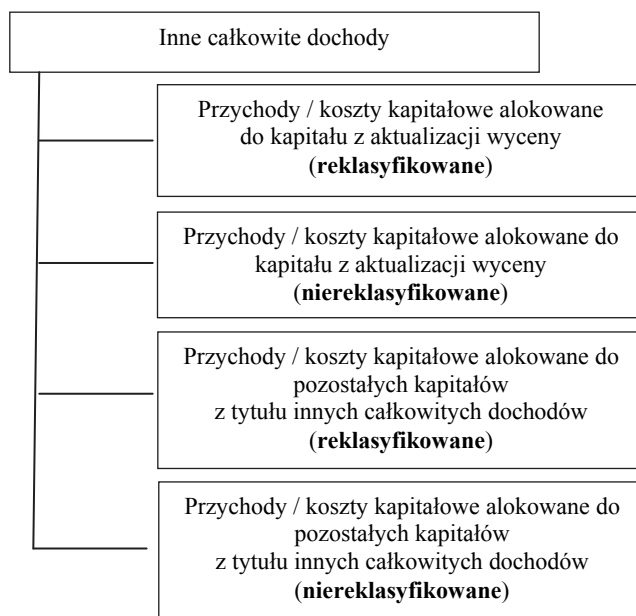 Inne całkowite dochody
Przychody / koszty kapitałowe alokowane
do kapitału z aktualizacji wyceny
(reklasyfikowane)
Przychody / koszty kapitałowe alokowane do
kapitału z aktualizacji wyceny
(niereklasyfikowane)
Przychody / koszty kapitałowe alokowane do
pozostałych kapitałów
z tytułu innych całkowitych dochodów
(reklasyfikowane)
Przychody / koszty kapitałowe alokowane do
pozostałych kapitałów
z tytułu innych całkowitych dochodów
(niereklasyfikowane)